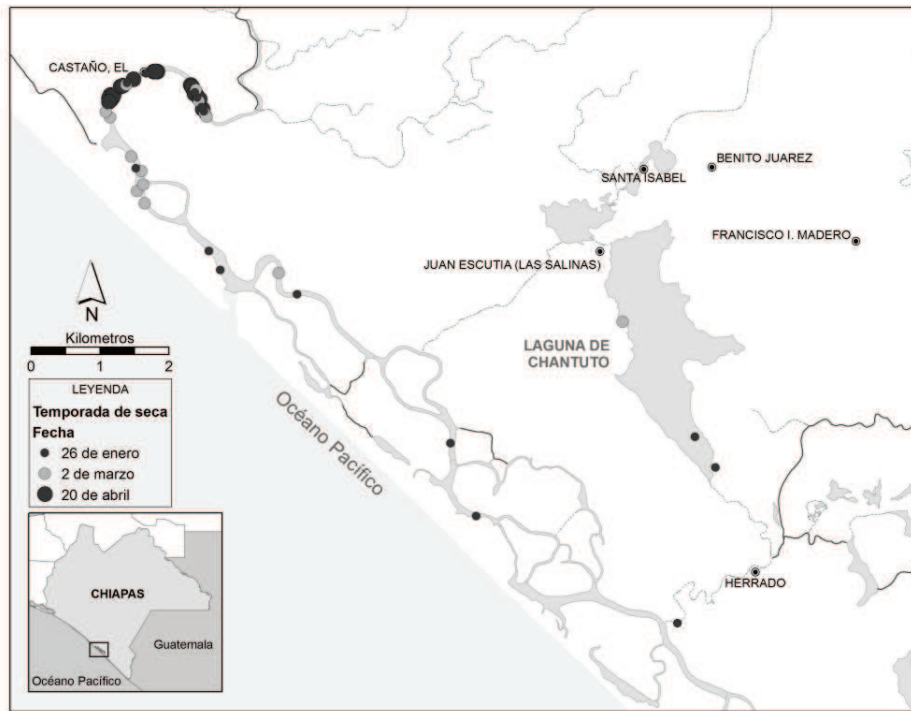 CASTAÑO, EL
BENITO JUAREZ
SANTA ISABEL
FRANCISCO I. MADERO
JUAN ESCUTIA (LAS SALINAS)
N
Kilometros
0 1 2
LAGUNA DE
CHANTUTO
LEYENDA
Temporada de seca
Fecha
26 de enero
2 de marzo
20 de abril
Océano Pacífico
HERRADO
CHIAPAS
Guatemala
Océano Pacífico